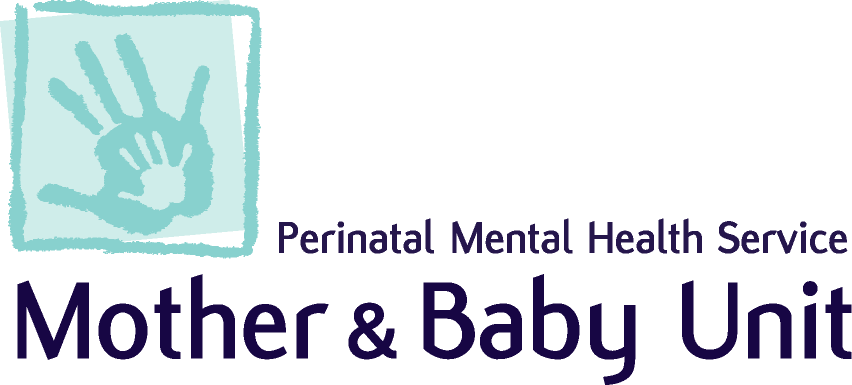 Perinatal Mental Health Service
Mother & Baby Unit